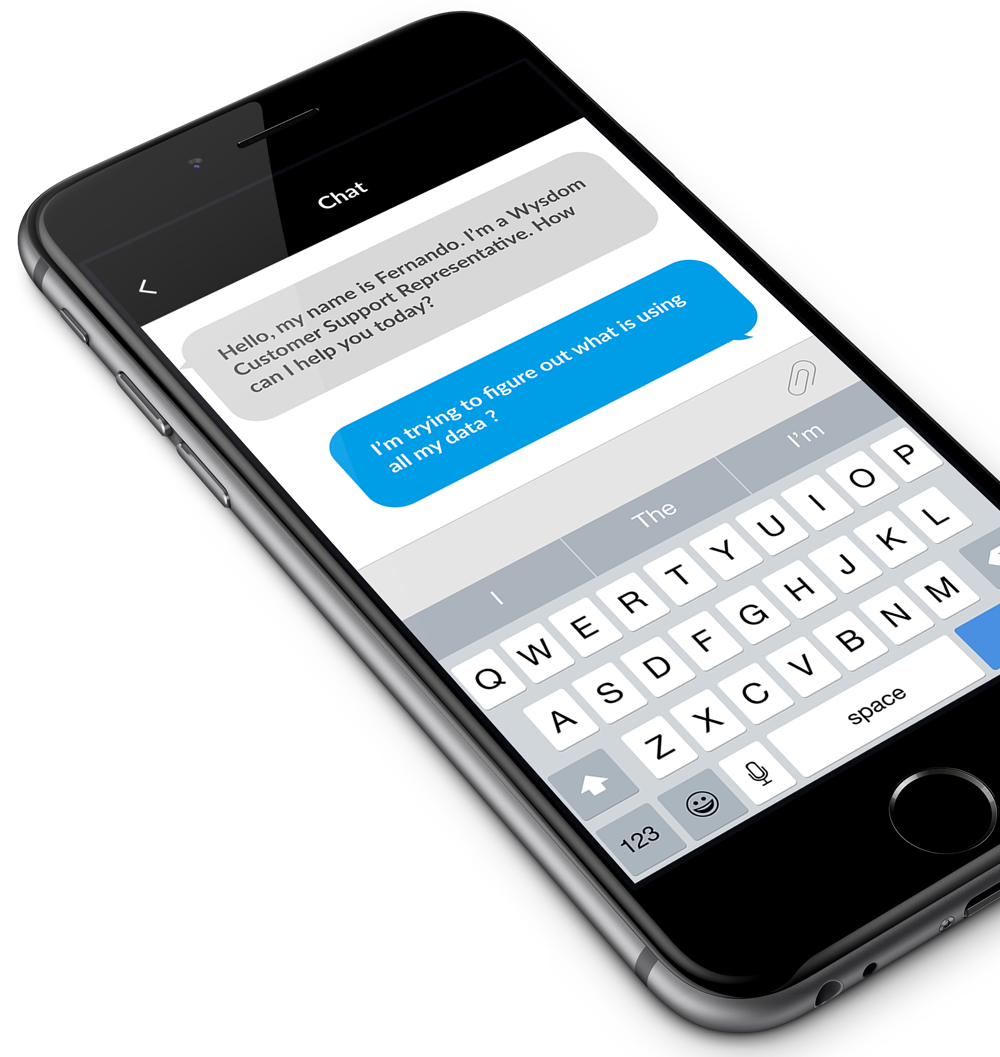 Chat
Hello, my name is Fernando. I'm a Wysdom
Customer Support Representative. How
can I help you today?
I'm trying to figure out what is using
all my data ?
I The I'm
Q W E R T Y U I O P
A S D F G H J K L
Z X C V B N M
123 space